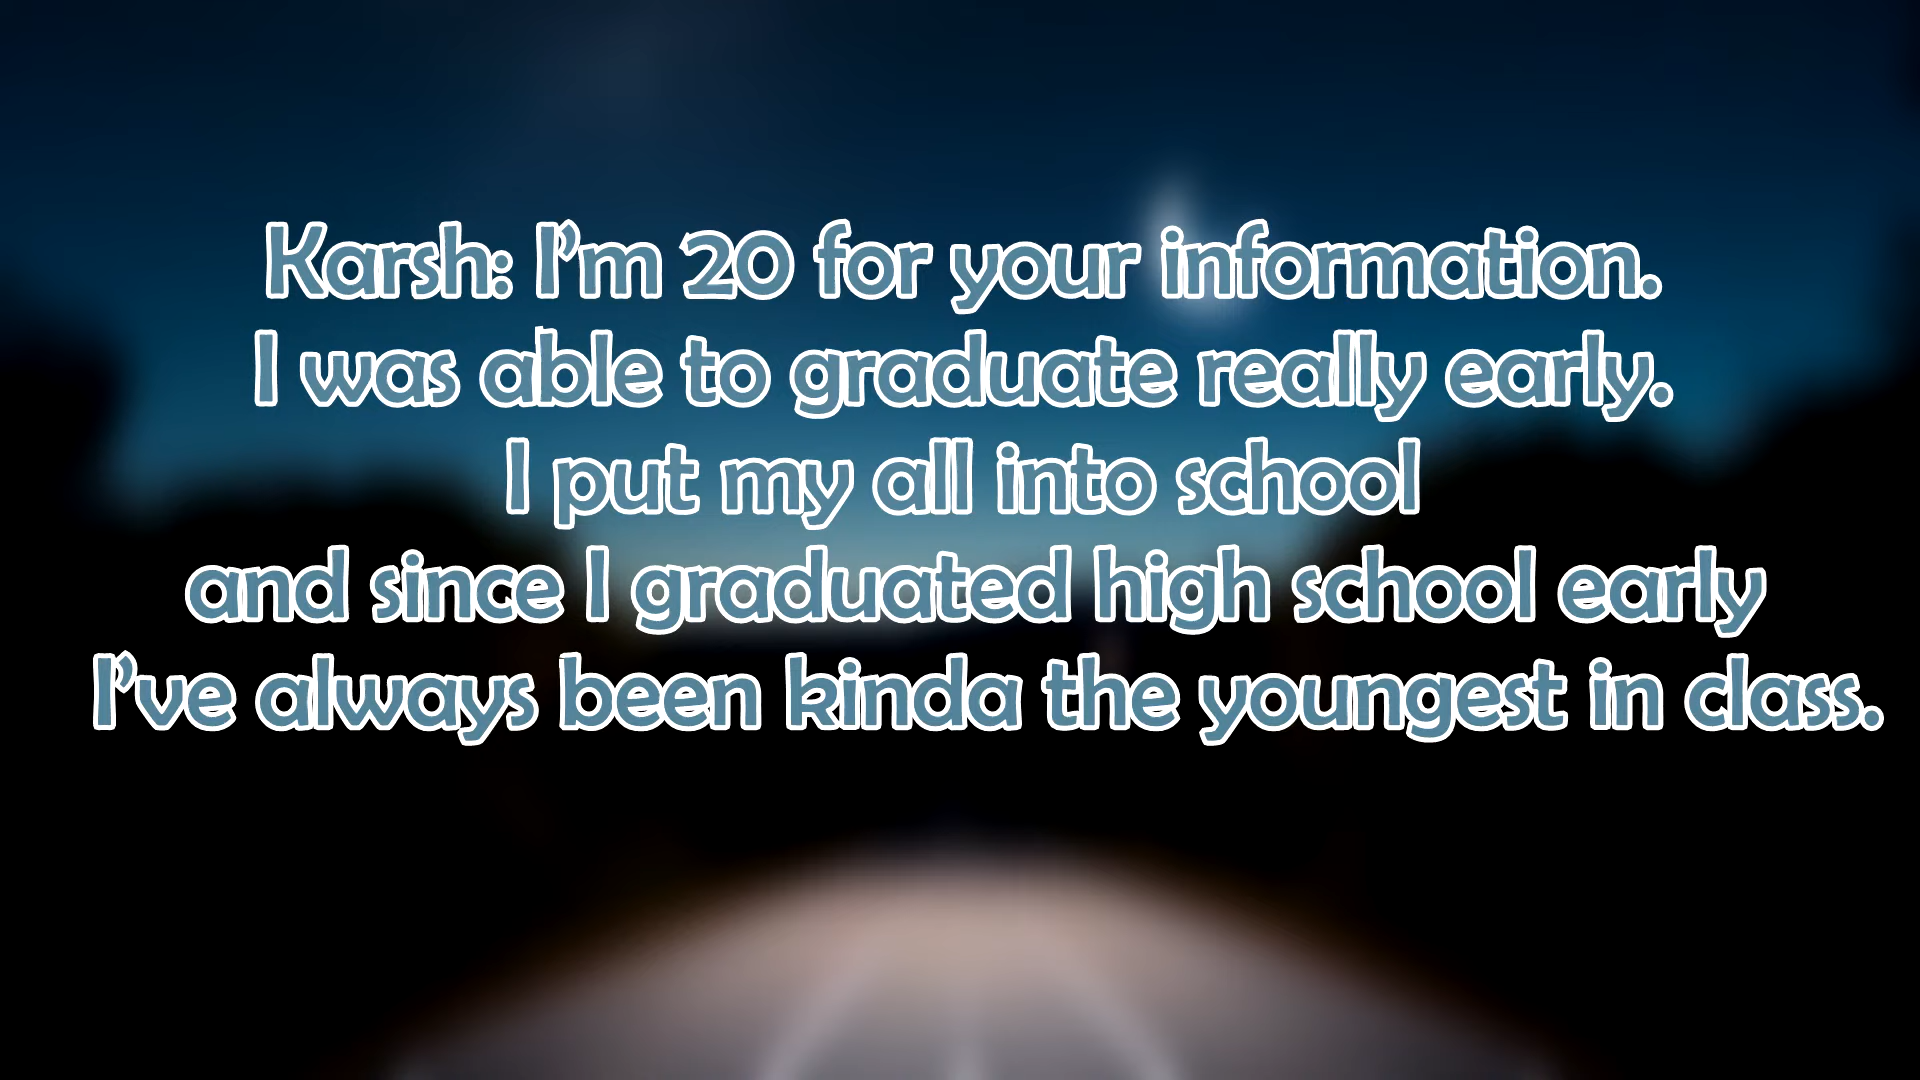 Karsh: I'm 20 for your information.
I was able to graduate really early.
I put my all into school
and since I graduated high school early
I've always been kinda the youngest in class.